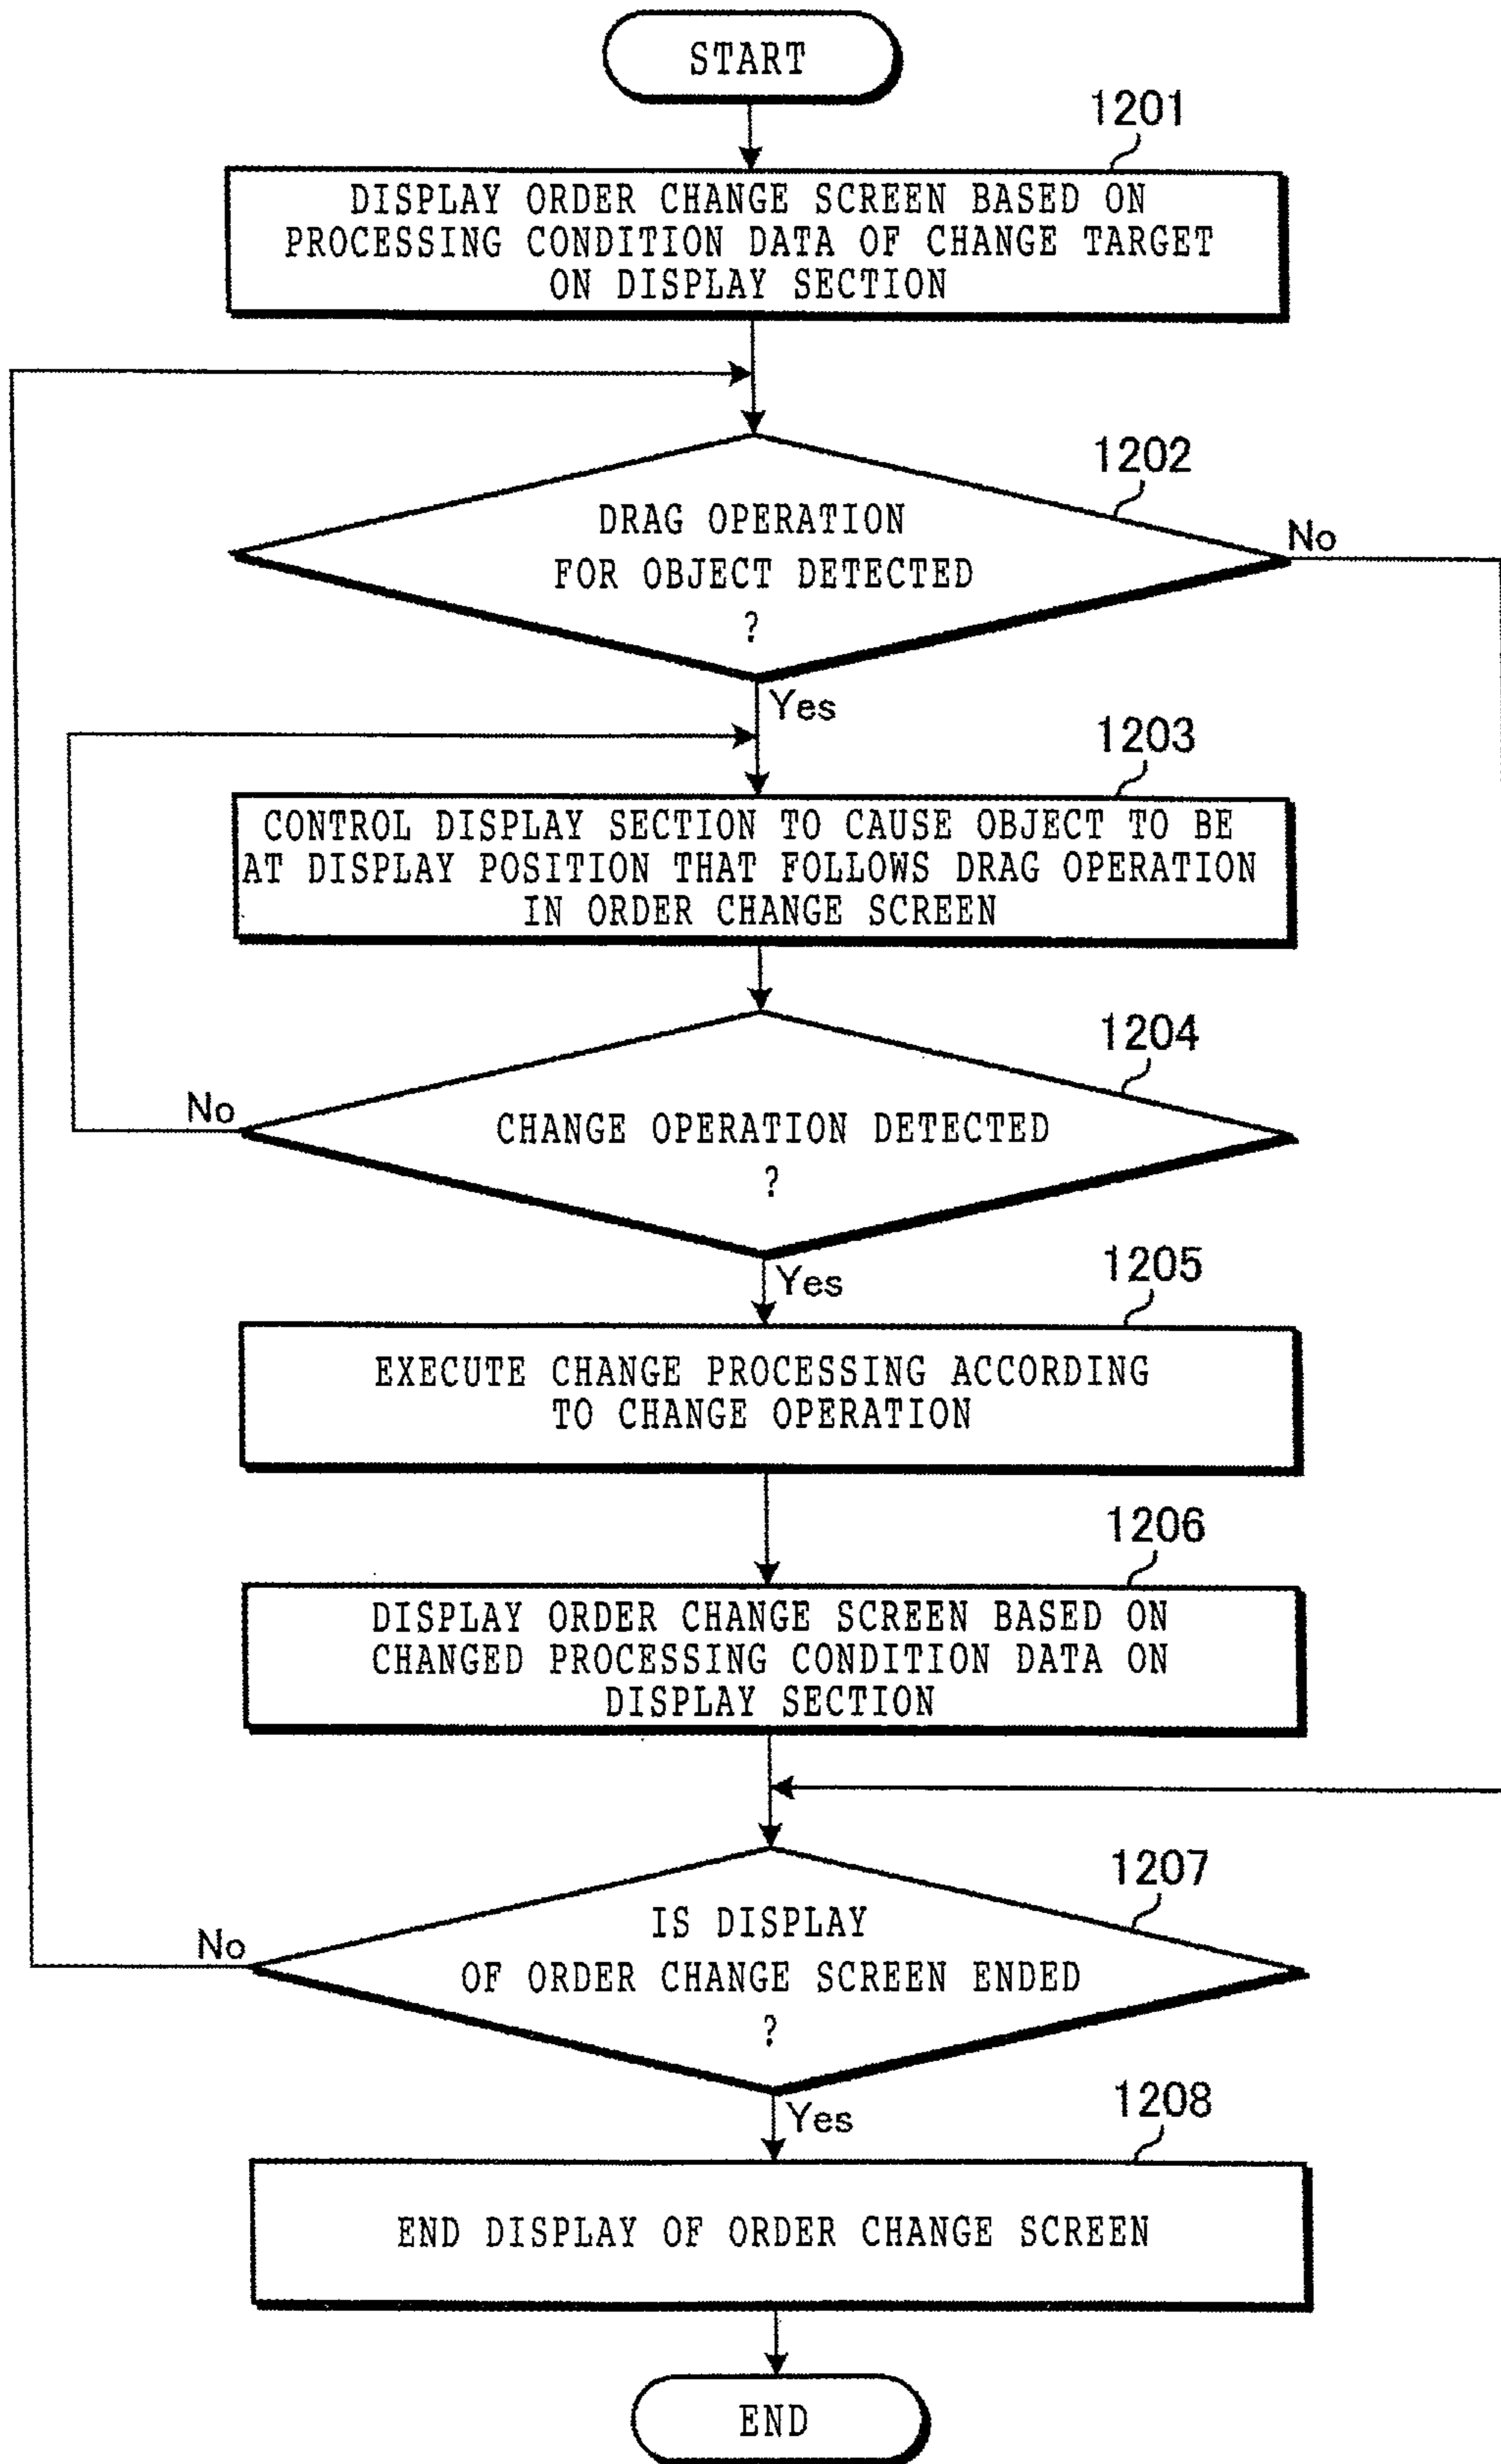 START
1201
DISPLAY ORDER CHANGE SCREEN BASED ON
PROCESSING CONDITION DATA OF CHANGE TARGET
ON DISPLAY SECTION
1202
DRAG OPERATION
FOR OBJECT DETECTED
?
No
Yes
1203
CONTROL DISPLAY SECTION TO CAUSE OBJECT TO BE
AT DISPLAY POSITION THAT FOLLOWS DRAG OPERATION
IN ORDER CHANGE SCREEN
1204
CHANGE OPERATION DETECTED
?
No
Yes
1205
EXECUTE CHANGE PROCESSING ACCORDING
TO CHANGE OPERATION
1206
DISPLAY ORDER CHANGE SCREEN BASED ON
CHANGED PROCESSING CONDITION DATA ON
DISPLAY SECTION
1207
IS DISPLAY
OF ORDER CHANGE SCREEN ENDED
?
No
Yes
1208
END DISPLAY OF ORDER CHANGE SCREEN
END